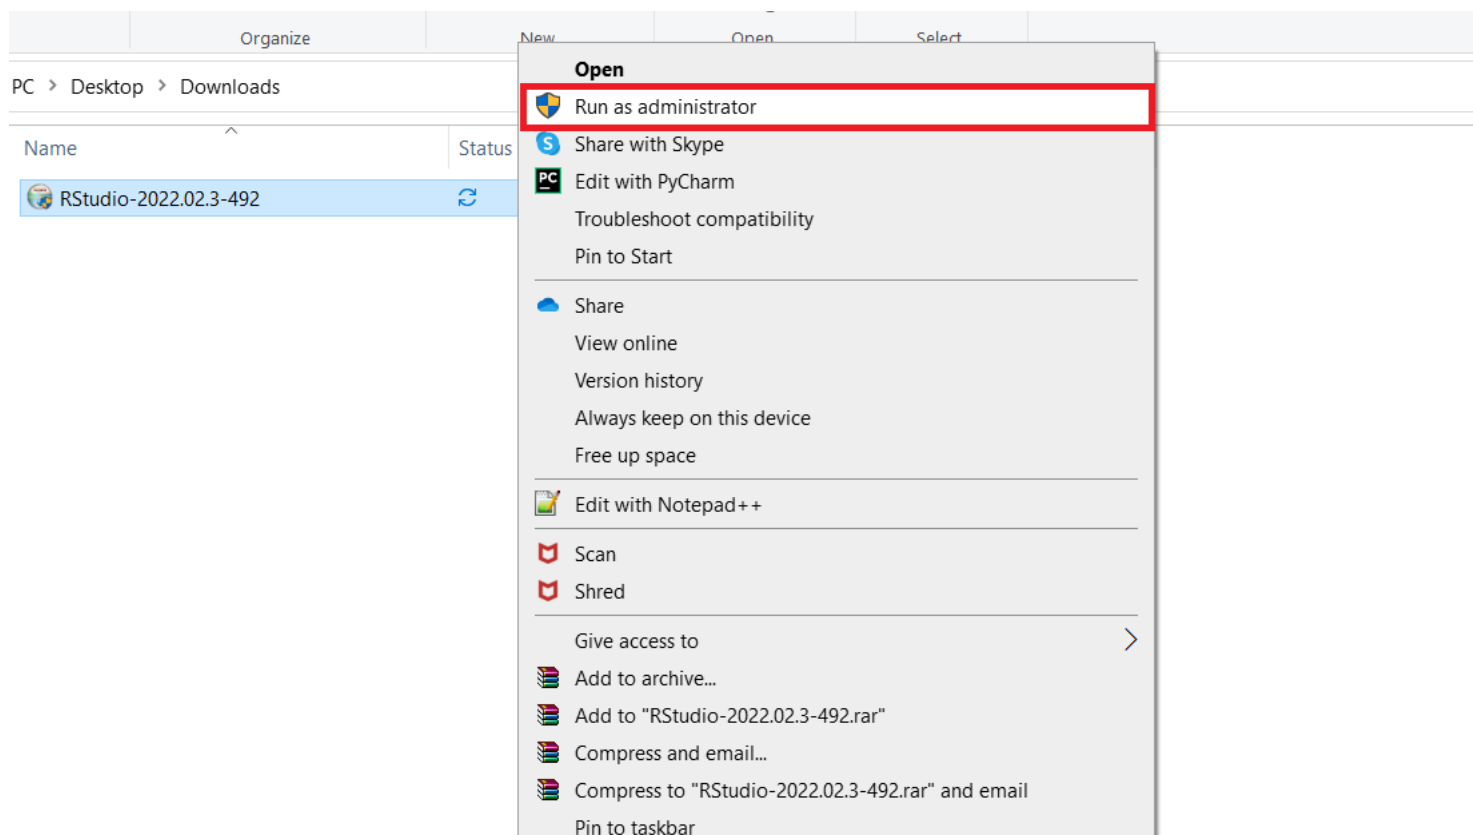 Organize New Open Select
PC > Desktop > Downloads
Name Status
RStudio-2022.02.3-492
Open
Run as administrator
Share with Skype
Edit with PyCharm
Troubleshoot compatibility
Pin to Start
Share
View online
Version history
Always keep on this device
Free up space
Edit with Notepad++
Scan
Shred
Give access to
Add to archive...
Add to "RStudio-2022.02.3-492.rar"
Compress and email...
Compress to "RStudio-2022.02.3-492.rar" and email
Pin to taskbar